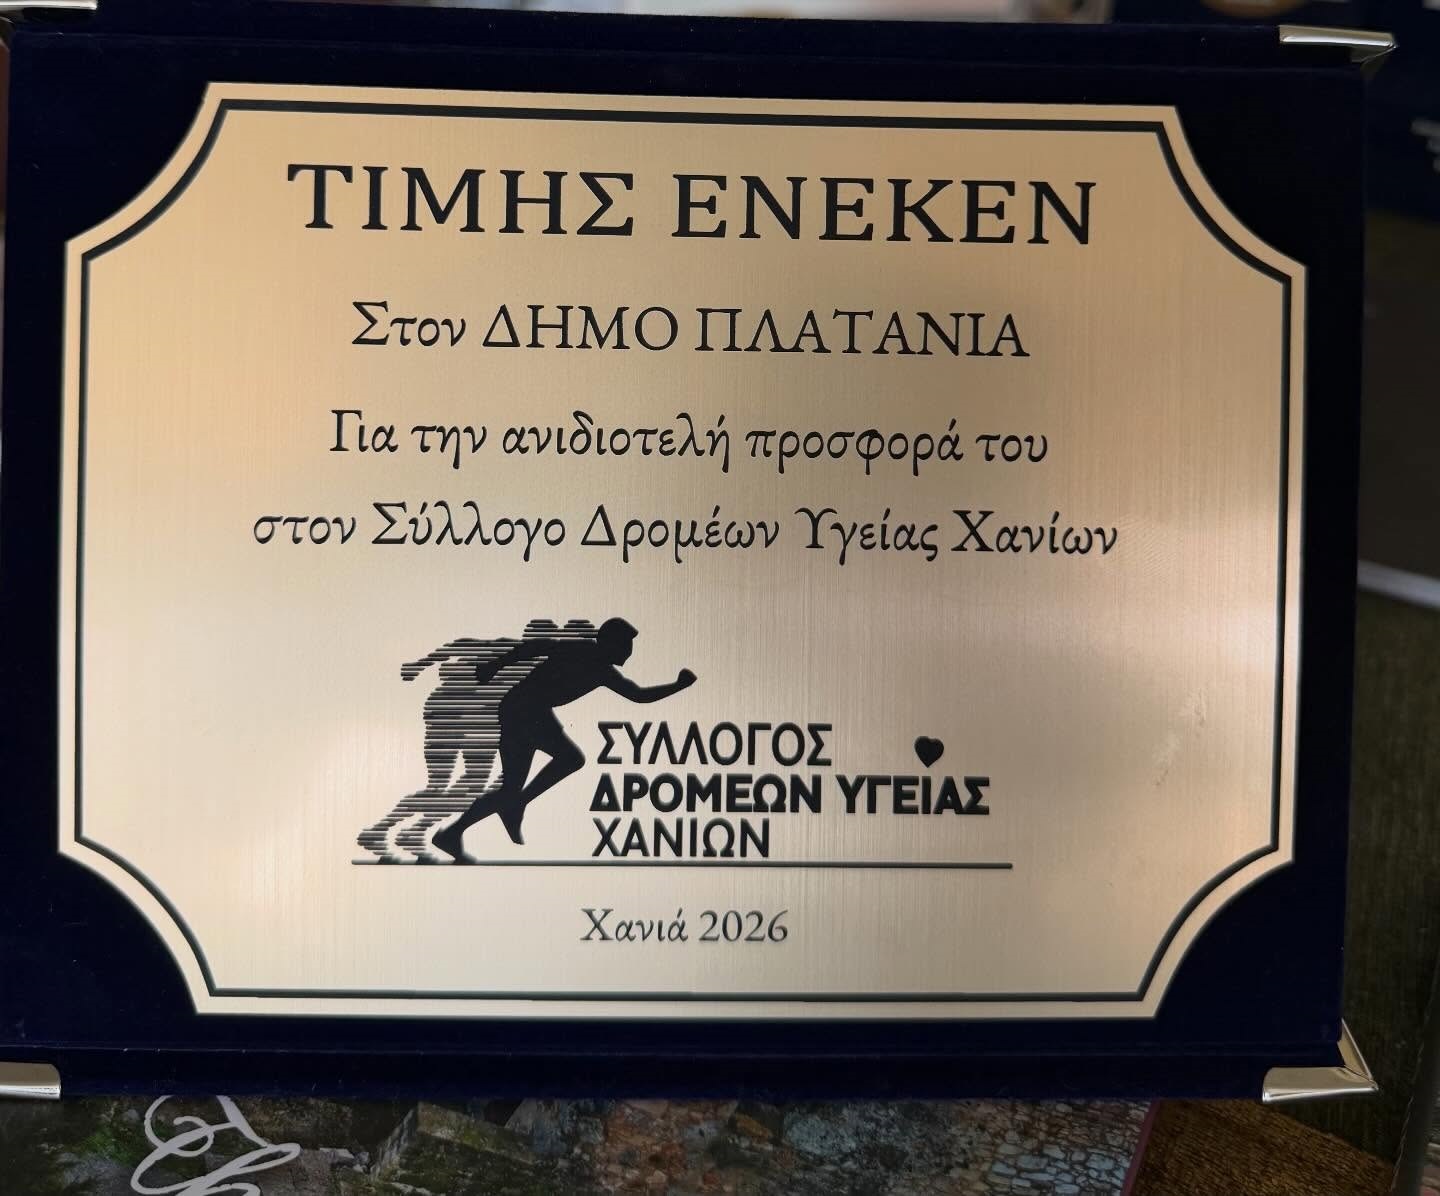 ΤΙΜΗΣ ΕΝΕΚΕΝ
Στον ΔΗΜΟ ΠΛΑΤΑΝΙΑ
Για την ανιδιοτελή προσφορά του
στον Σύλλογο Δρομέων Υγείας Χανίων
ΣΥΛΛΟΓΟΣ
ΔΡΟΜΕΩΝ ΥΓΕΙΑΣ
ΧΑΝΙΩΝ
Χανιά 2026